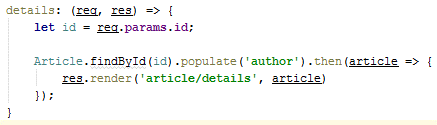 details: (req, res) => {
    let id = req.params.id;

    Article.findById(id).populate('author').then(article => {
        res.render('article/details', article)
    });
}